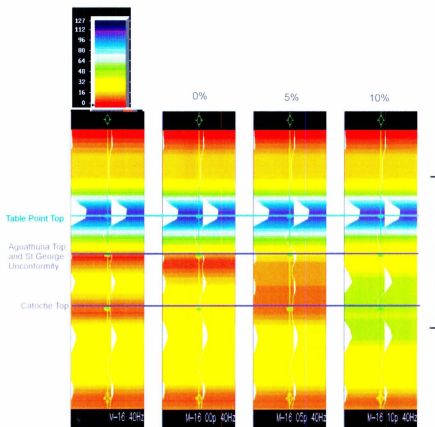 127
112
96
80
64
48
32
16
0
0%
5%
10%
Table Point Top
Aguathuna Top
and St George
Unconformity
Catoche Top
M-16 40Hz
M-16 00p 40Hz
M-16 05p 40Hz
M-16 10p 40Hz